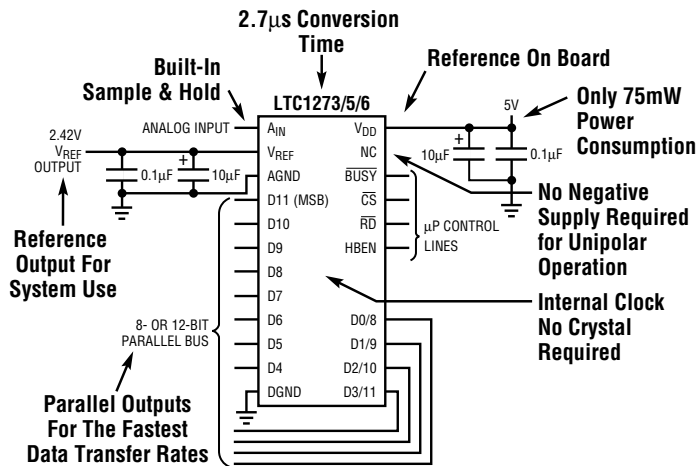 2.7μs Conversion
Time
Built-In
Sample & Hold
Reference On Board
LTC1273/5/6
5V
Only 75mW
Power
Consumption
2.42V
V_REF
OUTPUT
ANALOG INPUT
A_IN
V_REF
AGND
D11 (MSB)
D10
D9
D8
D7
D6
D5
D4
DGND
V_DD
NC
B̅U̅S̅Y̅
C̅S̅
R̅D̅
HBEN
D0/8
D1/9
D2/10
D3/11
0.1μF
+
10μF
+
10μF
0.1μF
μP CONTROL
LINES
No Negative
Supply Required
for Unipolar
Operation
Reference
Output For
System Use
Internal Clock
No Crystal
Required
8- OR 12-BIT
PARALLEL BUS
Parallel Outputs
For The Fastest
Data Transfer Rates